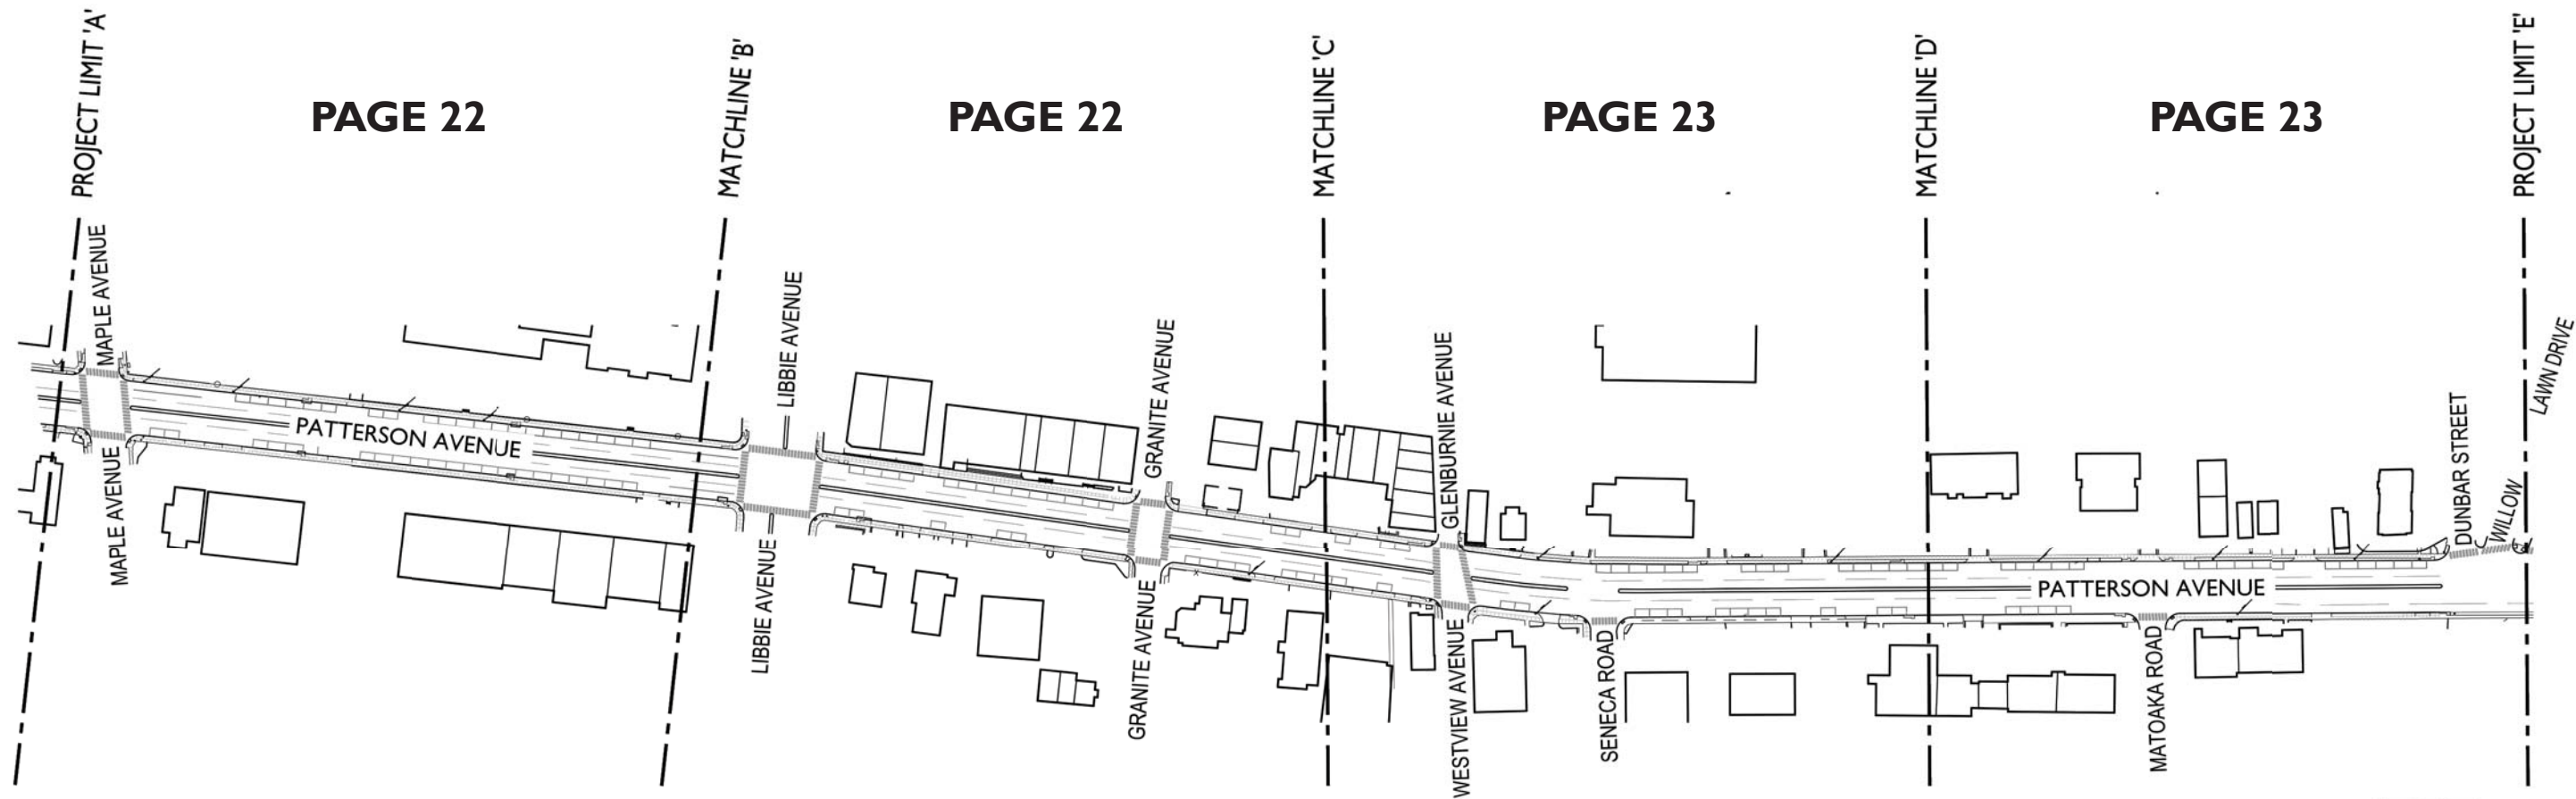 PROJECT LIMIT 'A'
PAGE 22
MATCHLINE 'B'
PAGE 22
MATCHLINE 'C'
PAGE 23
MATCHLINE 'D'
PAGE 23
PROJECT LIMIT 'E'
MAPLE AVENUE
LIBBIE AVENUE
GRANITE AVENUE
GLENBURNIE AVENUE
DUNBAR STREET
WILLOW
LAWN DRIVE
PATTERSON AVENUE
PATTERSON AVENUE
MAPLE AVENUE
LIBBIE AVENUE
GRANITE AVENUE
WESTVIEW AVENUE
SENECA ROAD
MATOAKA ROAD